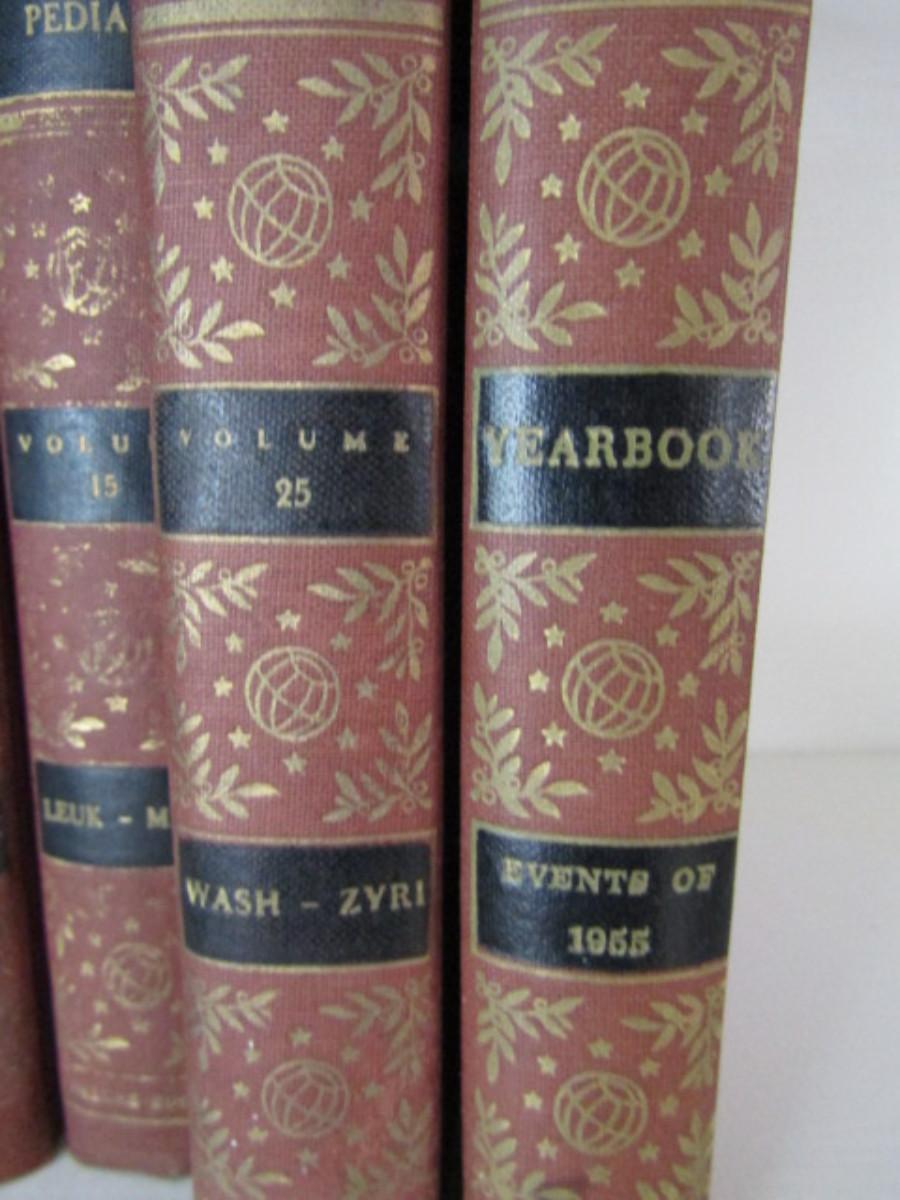 PEDIA
VOLU
15
LEUK - M
VOLUME
25
WASH - ZYRI
YEARBOOK
EVENTS OF
1955